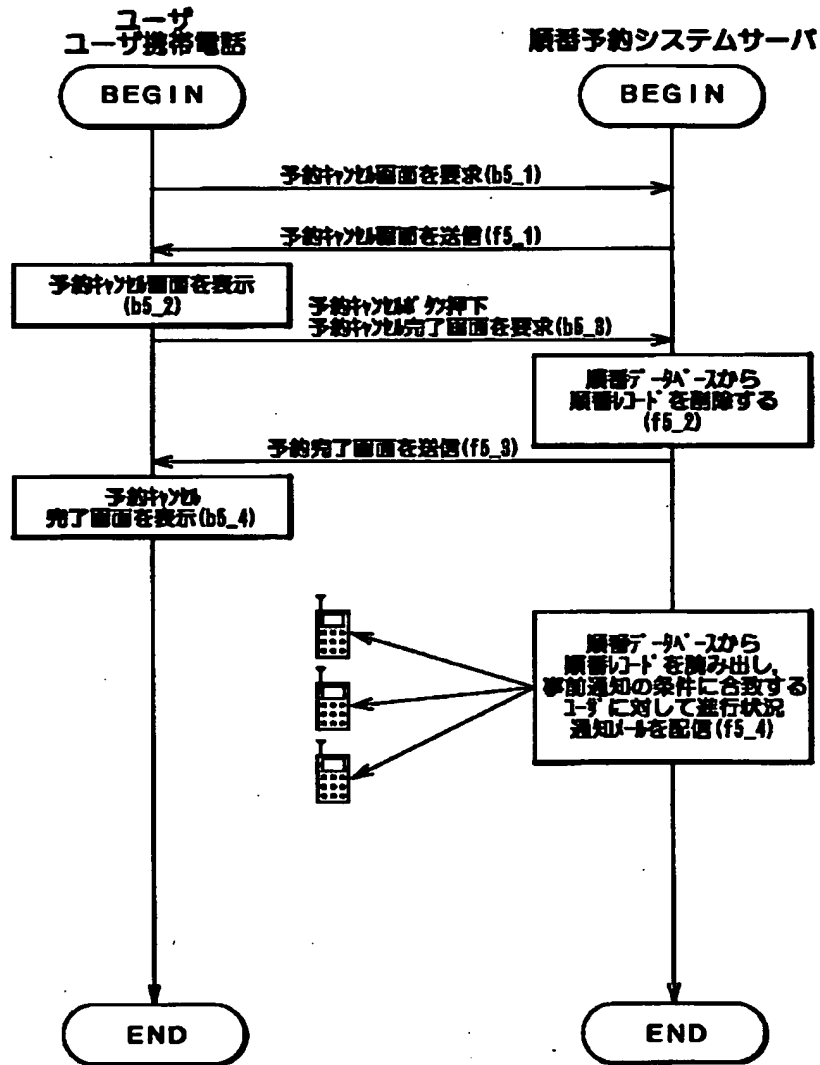 ユーザ
ユーザ携帯電話
順番予約システムサーバ
BEGIN
BEGIN
予約ｷｬﾝｾﾙ画面を要求(b5_1)
予約ｷｬﾝｾﾙ画面を送信(f5_1)
予約ｷｬﾝｾﾙ画面を表示
(b5_2)
予約ｷｬﾝｾﾙﾎﾞﾀﾝ押下
予約ｷｬﾝｾﾙ完了画面を要求(b5_3)
順番ﾃﾞｰﾀﾍﾞｰｽから
順番ﾚｺｰﾄﾞを削除する
(f5_2)
予約完了画面を送信(f5_3)
予約ｷｬﾝｾﾙ
完了画面を表示(b5_4)
順番ﾃﾞｰﾀﾍﾞｰｽから
順番ﾚｺｰﾄﾞを読み出し,
事前通知の条件に合致する
ﾕｰｻﾞに対して進行状況
通知ﾒｰﾙを配信(f5_4)
END
END